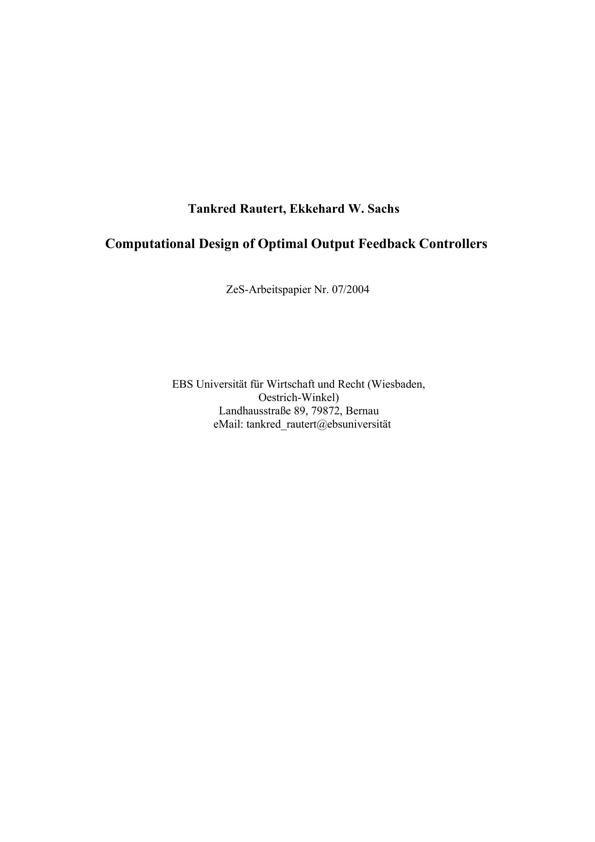 Tankred Rautert, Ekkehard W. Sachs
Computational Design of Optimal Output Feedback Controllers
ZeS-Arbeitspapier Nr. 07/2004
EBS Universität für Wirtschaft und Recht (Wiesbaden,
Oestrich-Winkel)
Landhausstraße 89, 79872, Bernau
eMail: tankred_rautert@ebsuniversität